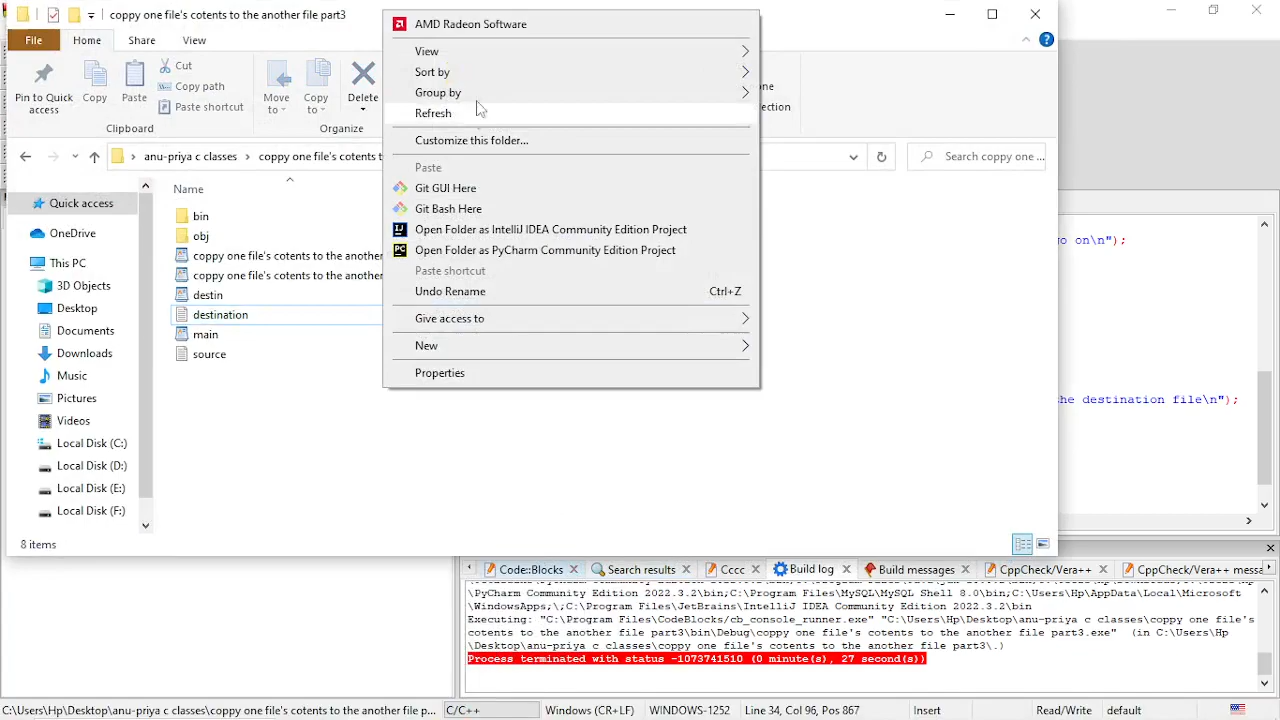 coppy one file's cotents to the another file part3
File
Home
Share
View
Pin to Quick
access
Copy
Paste
Cut
Copy path
Paste shortcut
Move
to
Copy
to
Delete
Clipboard
Organize
anu-priya c classes
coppy one file's cotents t
Search coppy one ...
Quick access
OneDrive
This PC
3D Objects
Desktop
Documents
Downloads
Music
Pictures
Videos
Local Disk (C:)
Local Disk (D:)
Local Disk (E:)
Local Disk (F:)
Name
bin
obj
coppy one file's cotents to the another
coppy one file's cotents to the another
destin
destination
main
source
8 items
AMD Radeon Software
View
Sort by
Group by
Refresh
Customize this folder...
Paste
Git GUI Here
Git Bash Here
Open Folder as IntelliJ IDEA Community Edition Project
Open Folder as PyCharm Community Edition Project
Paste shortcut
Undo Rename Ctrl+Z
Give access to
New
Properties
on\n");
destination file\n");
Code::Blocks
Search results
Cccc
Build log
Build messages
CppCheck/Vera++
CppCheck/Vera++ mess
\PyCharm Community Edition 2022.3.2\bin;C:\Program Files\MySQL\MySQL Shell 8.0\bin;C:\Users\Hp\AppData\Local\Microsoft
\WindowsApps;\;C:\Program Files\JetBrains\IntelliJ IDEA Community Edition 2022.3.2\bin
Executing: "C:\Program Files\CodeBlocks/cb_console_runner.exe" "C:\Users\Hp\Desktop\anu-priya c classes\coppy one file's
cotents to the another file part3\bin\Debug\coppy one file's cotents to the another file part3.exe" (in C:\Users\Hp
\Desktop\anu-priya c classes\coppy one file's cotents to the another file part3\.)
Process terminated with status -1073741510 (0 minute(s), 27 second(s))
C:\Users\Hp\Desktop\anu-priya c classes\coppy one file's cotents to the another file p...
C/C++
Windows (CR+LF)
WINDOWS-1252
Line 34, Col 96, Pos 867
Insert
Read/Write
default